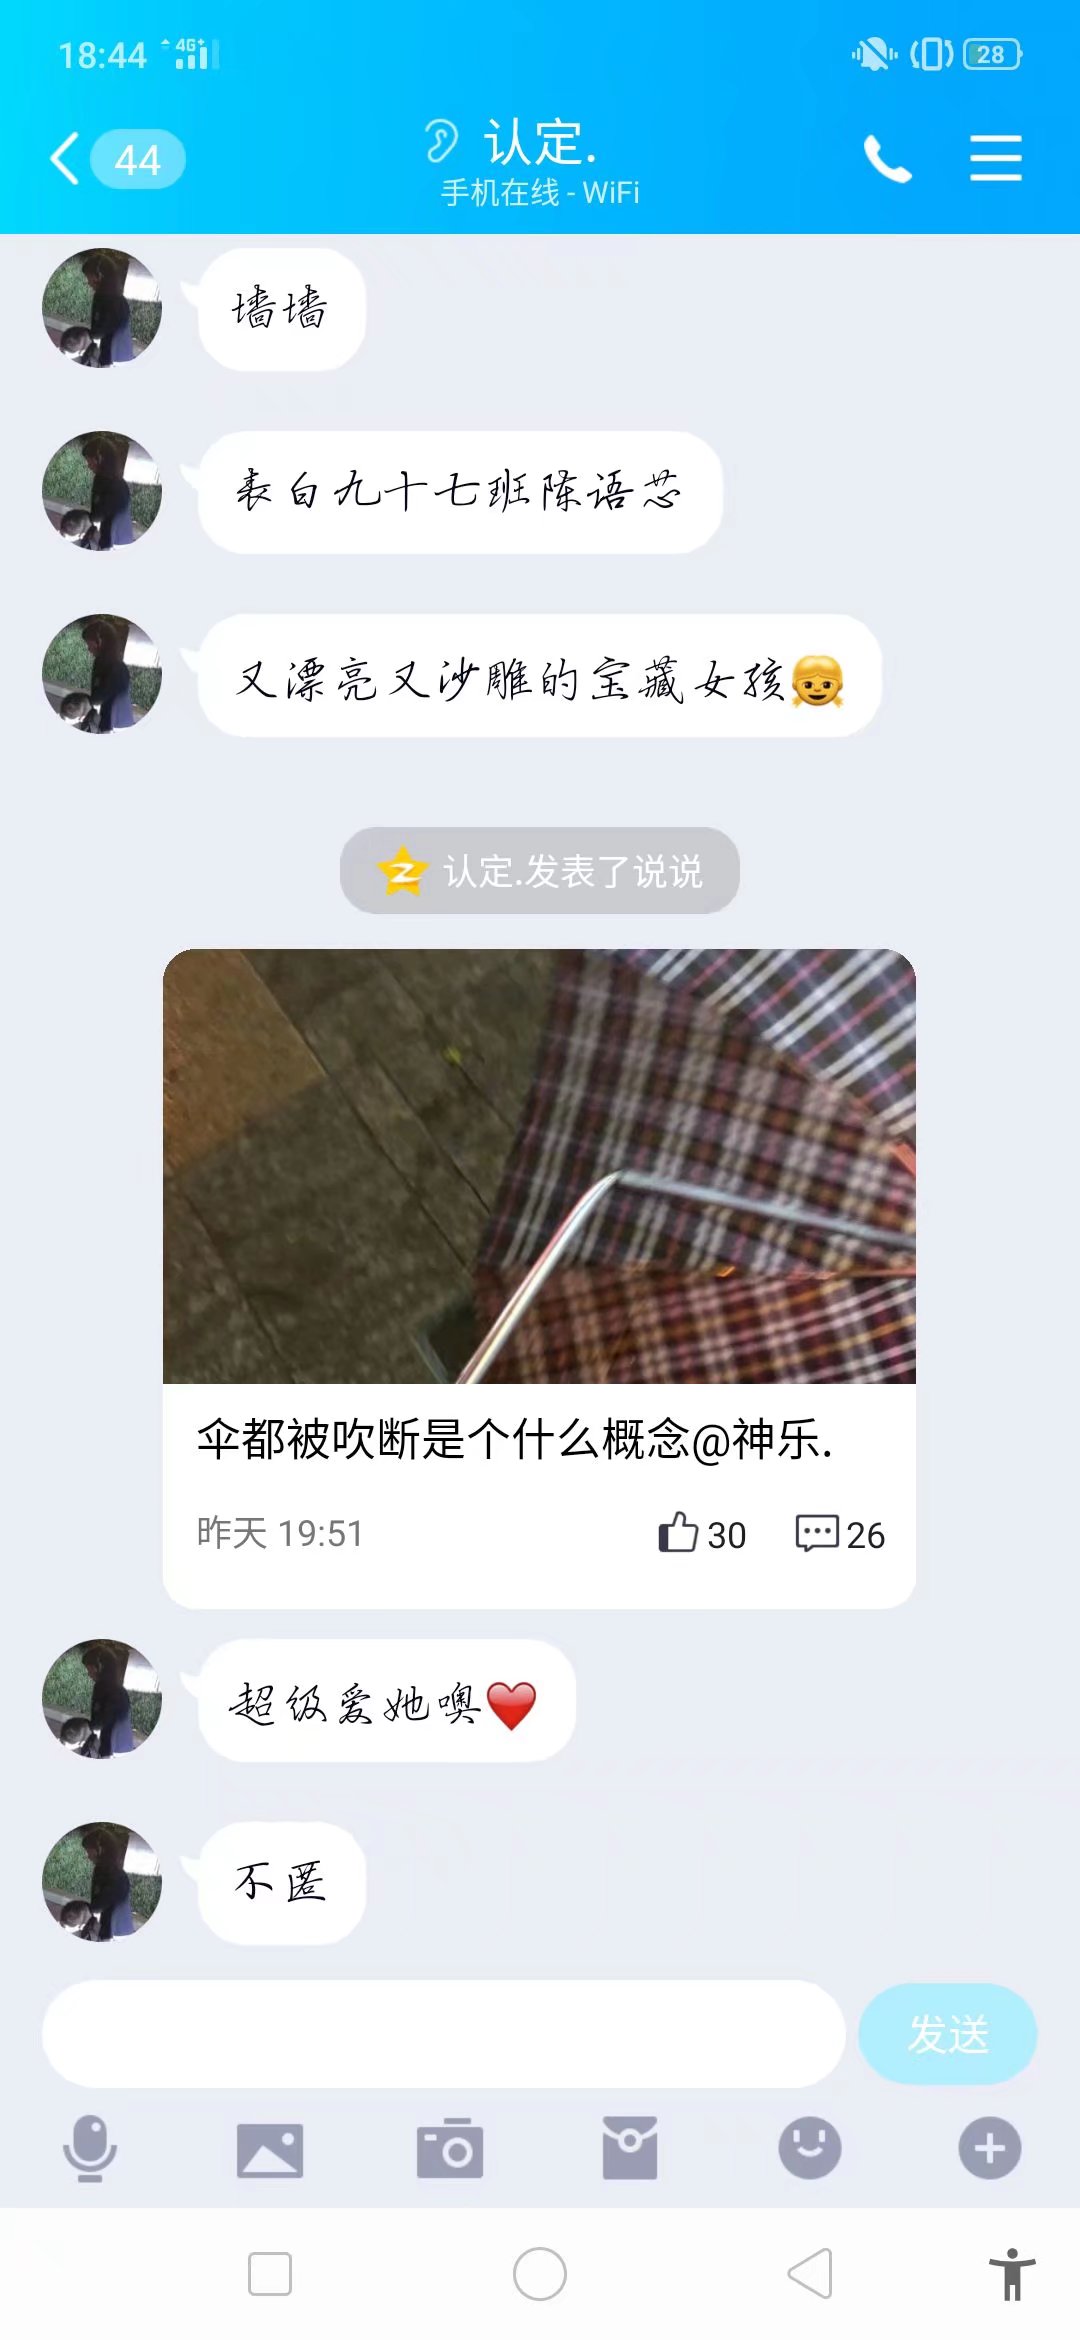 18:44 4G+ 28
44 认定.
手机在线 - WiFi
墙墙
表白九十七班陈语芯
又漂亮又沙雕的宝藏女孩👧
认定.发表了说说
伞都被吹断是个什么概念@神乐.
昨天 19:51 30 26
超级爱她噢❤️
不匿
发送